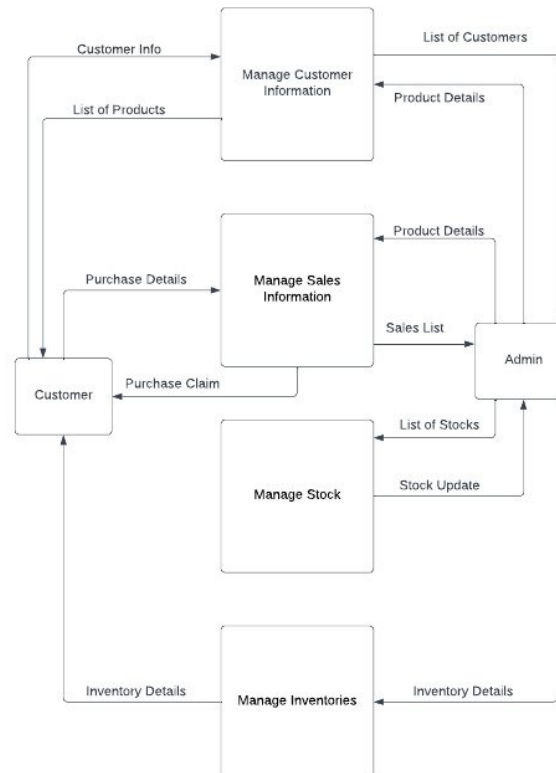 Customer Info
List of Customers
Manage Customer
Information
List of Products
Product Details
Product Details
Purchase Details
Manage Sales
Information
Sales List
Customer
Purchase Claim
Admin
List of Stocks
Manage Stock
Stock Update
Inventory Details
Manage Inventories
Inventory Details